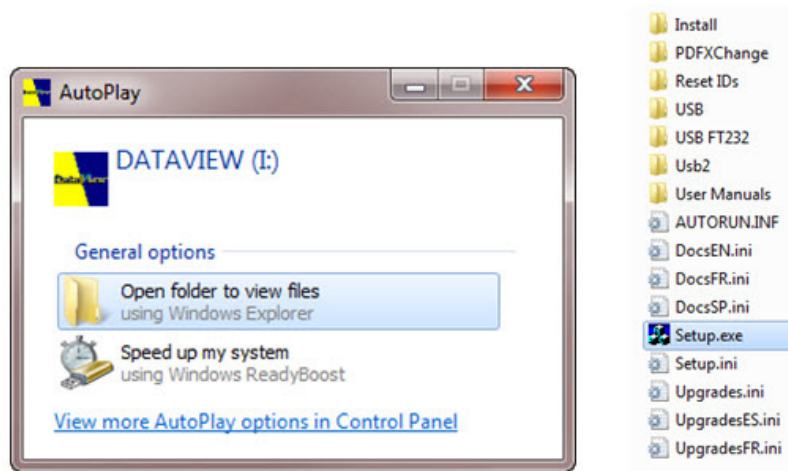 AutoPlay
DATAVIEW (I:)
DataView
General options
Open folder to view files
using Windows Explorer
Speed up my system
using Windows ReadyBoost
View more AutoPlay options in Control Panel
Install
PDFXChange
Reset IDs
USB
USB FT232
Usb2
User Manuals
AUTORUN.INF
DocsEN.ini
DocsFR.ini
DocsSP.ini
Setup.exe
Setup.ini
Upgrades.ini
UpgradesES.ini
UpgradesFR.ini